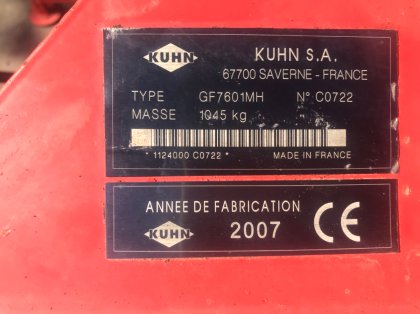 KUHN KUHN S.A.
67700 SAVERNE - FRANCE
TYPE GF7601MH N° C0722
MASSE 1045 kg
* 1124000 C0722 * MADE IN FRANCE
ANNEE DE FABRICATION
KUHN 2007 CE